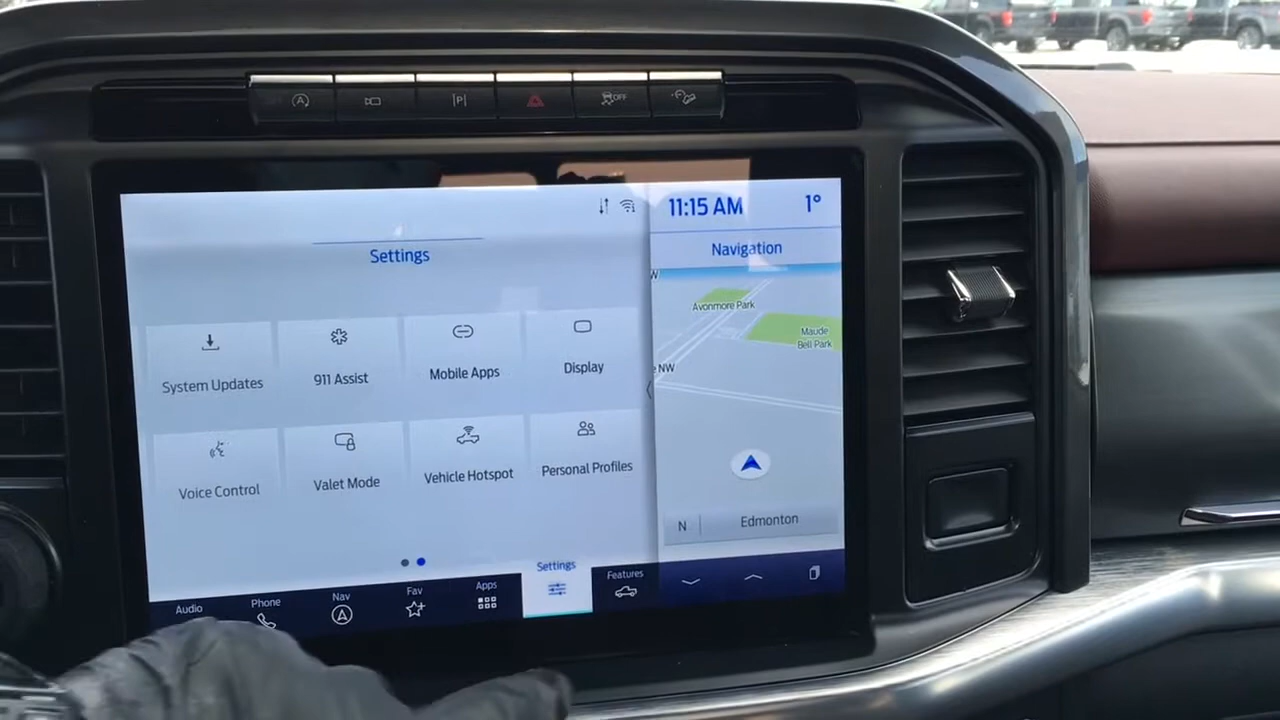 A
P
OFF
11:15 AM
1°
Settings
Navigation
W
Avonmore Park
Maude
Bell Park
NW
System Updates
911 Assist
Mobile Apps
Display
Voice Control
Valet Mode
Vehicle Hotspot
Personal Profiles
N
Edmonton
Audio
Phone
Nav
Fav
Apps
Settings
Features